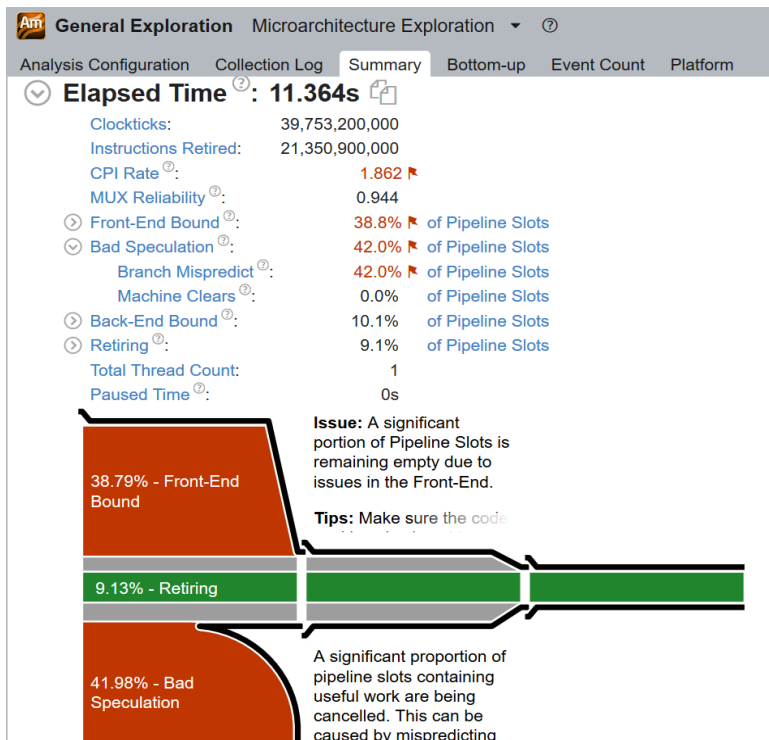 Am General Exploration Microarchitecture Exploration
Analysis Configuration Collection Log Summary Bottom-up Event Count Platform
Elapsed Time ?: 11.364s
Clockticks: 39,753,200,000
Instructions Retired: 21,350,900,000
CPI Rate ?: 1.862
MUX Reliability ?: 0.944
Front-End Bound ?: 38.8% of Pipeline Slots
Bad Speculation ?: 42.0% of Pipeline Slots
Branch Mispredict ?: 42.0% of Pipeline Slots
Machine Clears ?: 0.0% of Pipeline Slots
Back-End Bound ?: 10.1% of Pipeline Slots
Retiring ?: 9.1% of Pipeline Slots
Total Thread Count: 1
Paused Time ?: 0s
Issue: A significant
portion of Pipeline Slots is
remaining empty due to
issues in the Front-End.
Tips: Make sure the code
38.79% - Front-End
Bound
9.13% - Retiring
41.98% - Bad
Speculation
A significant proportion of
pipeline slots containing
useful work are being
cancelled. This can be
caused by mispredicting